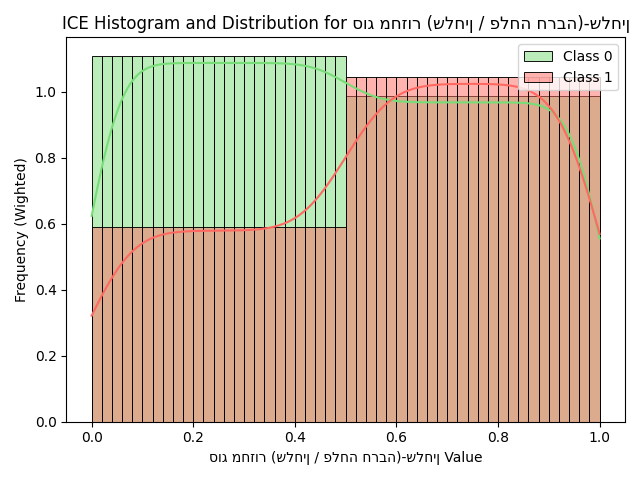 ICE Histogram and Distribution for סוג מחזור (שלחין / פלחה חרבה)-שלחין
Class 0
Class 1
Frequency (Wighted)
1.0
0.8
0.6
0.4
0.2
0.0
0.0 0.2 0.4 0.6 0.8 1.0
סוג מחזור (שלחין / פלחה חרבה)-שלחין Value